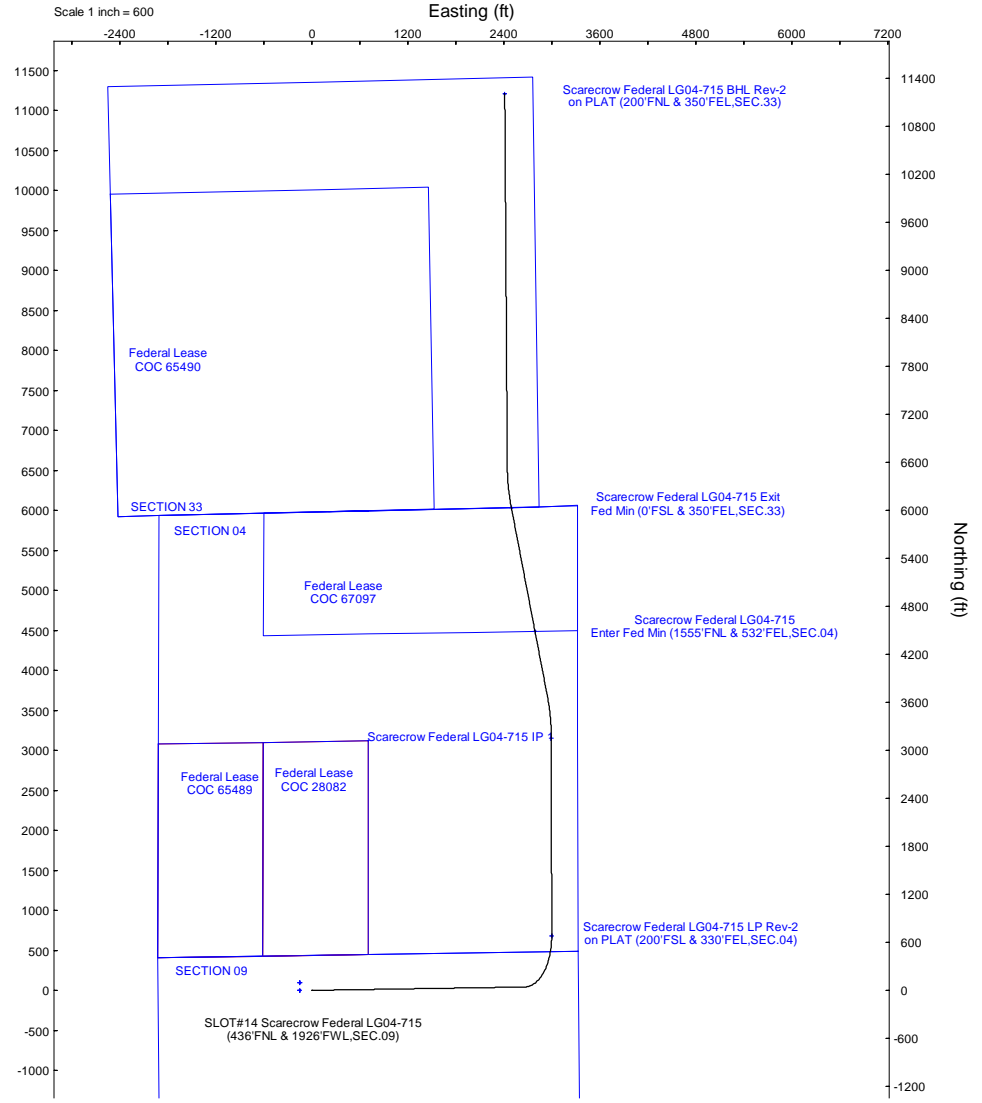 Scale 1 inch = 600
Easting (ft)
-2400 -1200 0 1200 2400 3600 4800 6000 7200
11500
11000
10500
10000
9500
9000
8500
8000
7500
7000
6500
6000
5500
5000
4500
4000
3500
3000
2500
2000
1500
1000
500
0
-500
-1000
Scarecrow Federal LG04-715 BHL Rev-2
on PLAT (200'FNL & 350'FEL,SEC.33)
Federal Lease
COC 65490
SECTION 33
SECTION 04
Scarecrow Federal LG04-715 Exit
Fed Min (0'FSL & 350'FEL,SEC.33)
Federal Lease
COC 67097
Scarecrow Federal LG04-715
Enter Fed Min (1555'FNL & 532'FEL,SEC.04)
Scarecrow Federal LG04-715 IP 1
Federal Lease
COC 65489
Federal Lease
COC 28082
Scarecrow Federal LG04-715 LP Rev-2
on PLAT (200'FSL & 330'FEL,SEC.04)
SECTION 09
SLOT#14 Scarecrow Federal LG04-715
(436'FNL & 1926'FWL,SEC.09)
11400
10800
10200
9600
9000
8400
7800
7200
6600
6000
5400
4800
4200
3600
3000
2400
1800
1200
600
0
-600
-1200
Northing (ft)